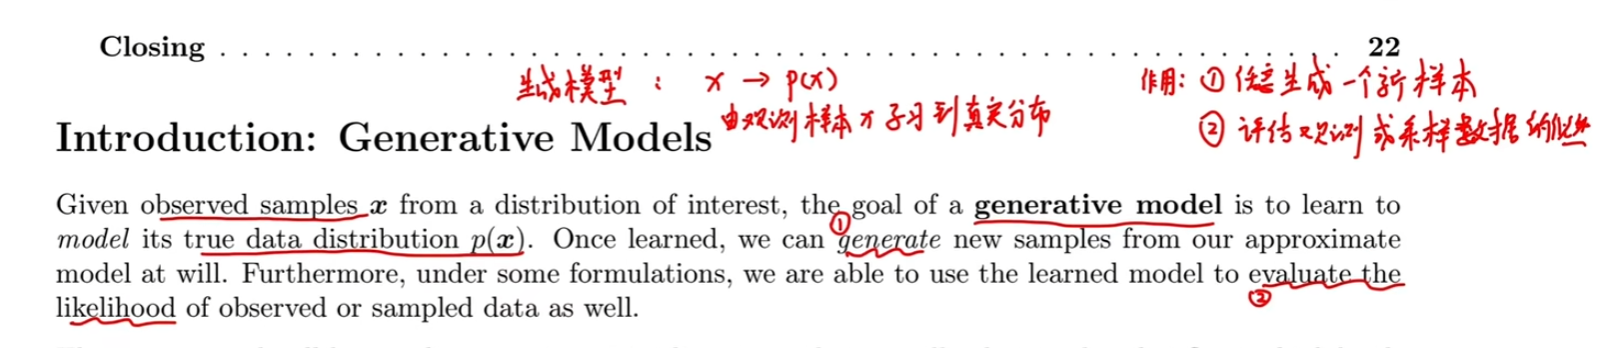 Closing . . . . . . . . . . . . . . . . . . . . . . . . . . . . . . . . . . . . . . . . . . . . . . . . . . . . 22
生成模型 : x → p(x)
由观测样本 x 学习到真实分布
作用: ① 任意生成一个新样本
② 评估观测或采样数据的似然
Introduction: Generative Models
Given observed samples x from a distribution of interest, the goal of a generative model is to learn to
①
model its true data distribution p(x). Once learned, we can generate new samples from our approximate
model at will. Furthermore, under some formulations, we are able to use the learned model to evaluate the
②
likelihood of observed or sampled data as well.